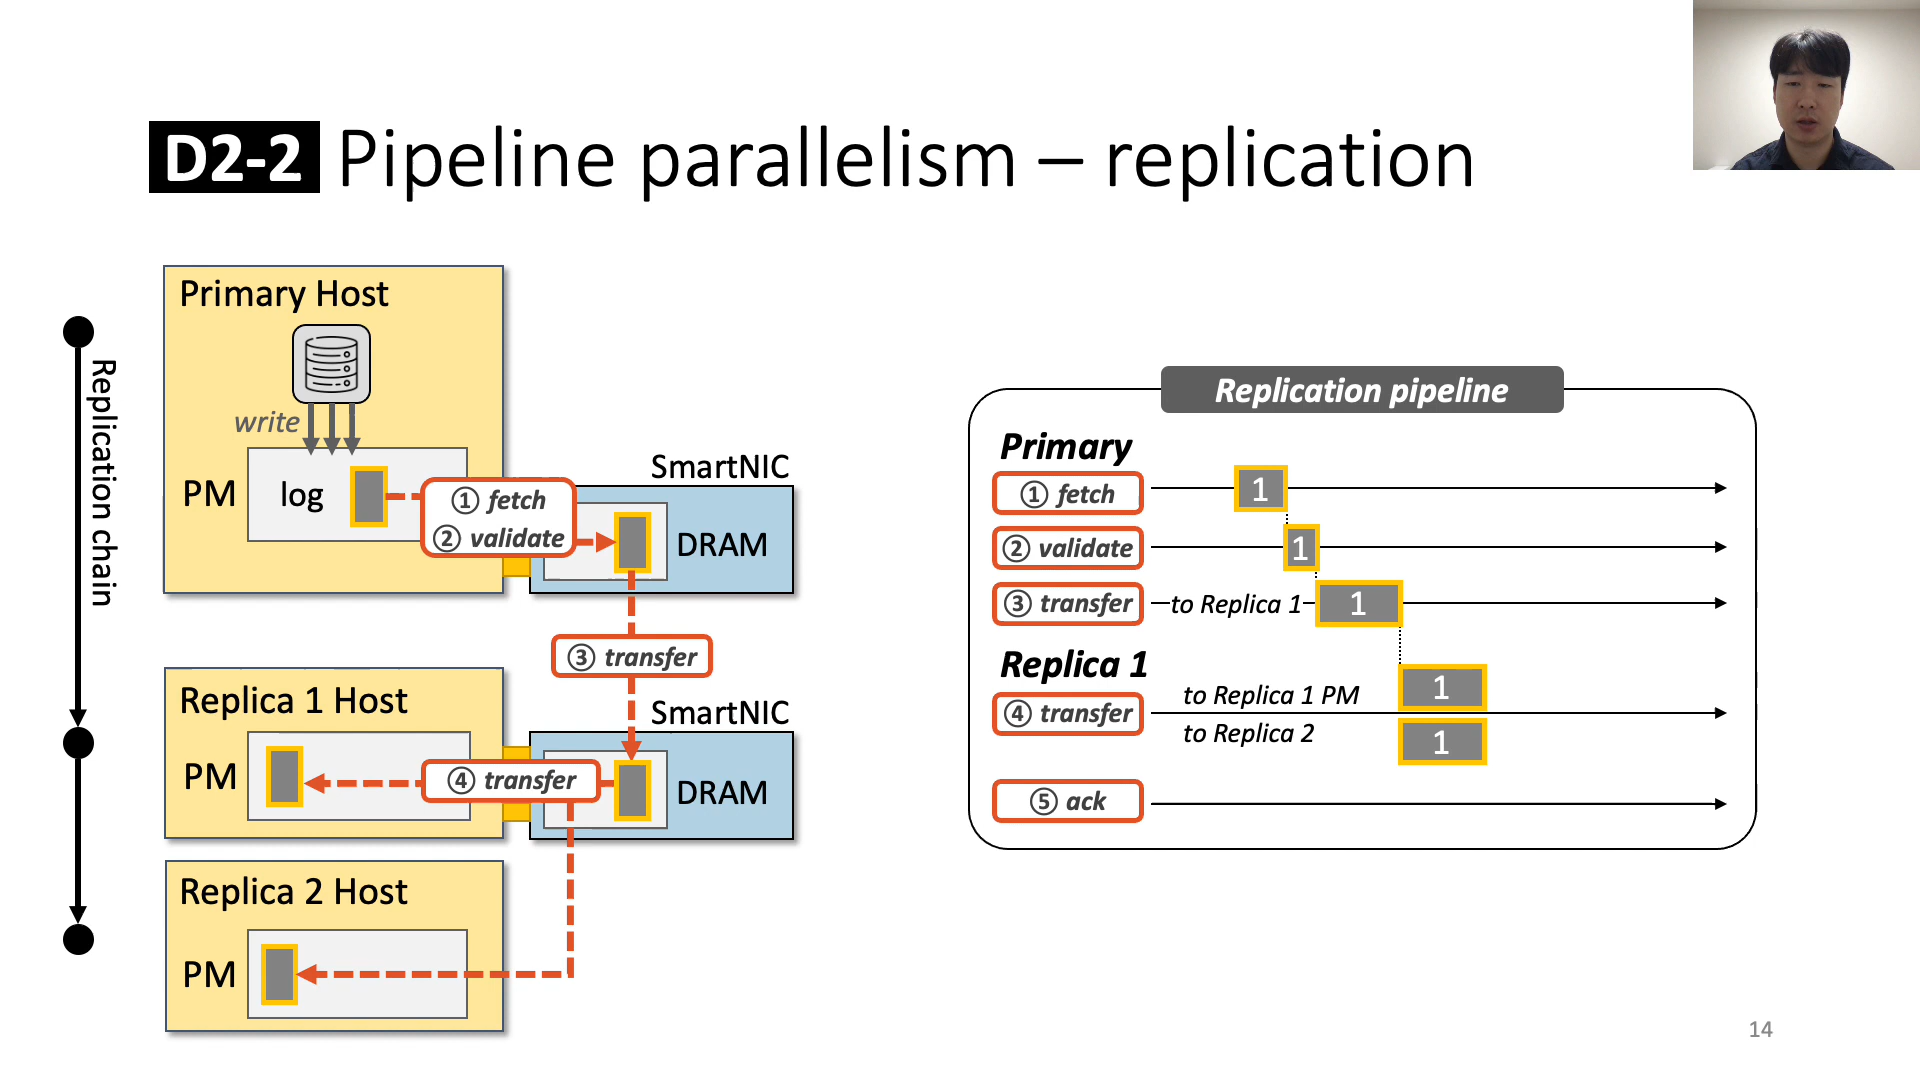 D2-2 Pipeline parallelism – replication
Replication chain
Primary Host
write
PM
log
① fetch
② validate
SmartNIC
DRAM
③ transfer
Replica 1 Host
PM
④ transfer
SmartNIC
DRAM
Replica 2 Host
PM
Replication pipeline
Primary
① fetch
1
② validate
1
③ transfer
to Replica 1
1
Replica 1
④ transfer
to Replica 1 PM
1
to Replica 2
1
⑤ ack
14